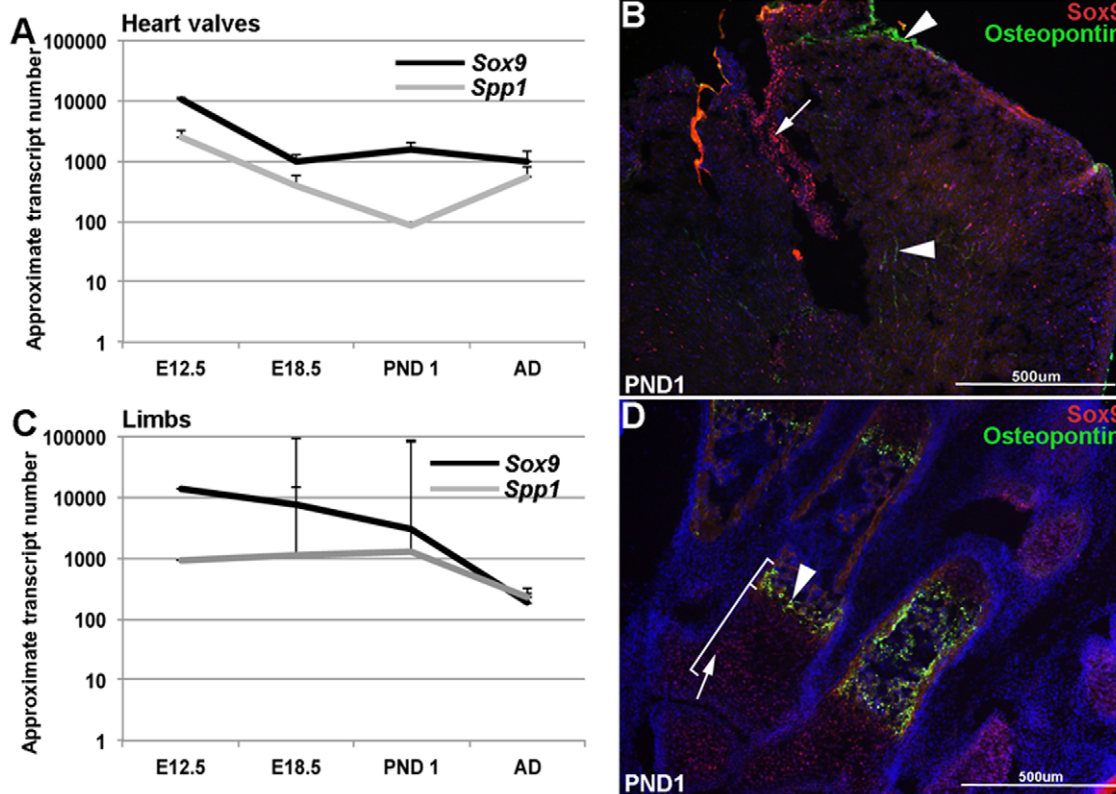 A
Heart valves
Approximate transcript number
100000
10000
1000
100
10
1
Sox9
Spp1
E12.5 E18.5 PND 1 AD
B
Sox9
Osteopontin
PND1
500um
C
Limbs
Approximate transcript number
100000
10000
1000
100
10
1
Sox9
Spp1
E12.5 E18.5 PND 1 AD
D
Sox9
Osteopontin
PND1
500um